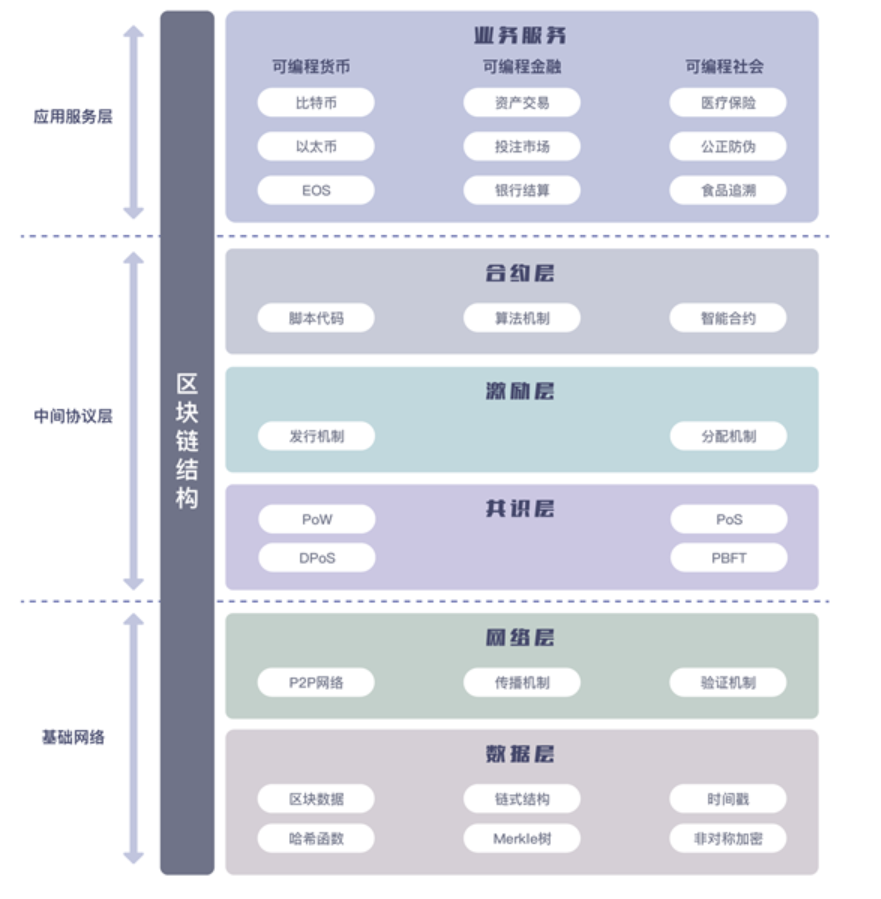 应用服务层
业务服务
可编程货币 可编程金融 可编程社会
比特币 资产交易 医疗保险
以太币 投注市场 公正防伪
EOS 银行结算 食品追溯
中间协议层
区块链结构
合约层
脚本代码 算法机制 智能合约
激励层
发行机制 分配机制
共识层
PoW PoS
DPoS PBFT
基础网络
网络层
P2P网络 传播机制 验证机制
数据层
区块数据 链式结构 时间戳
哈希函数 Merkle树 非对称加密